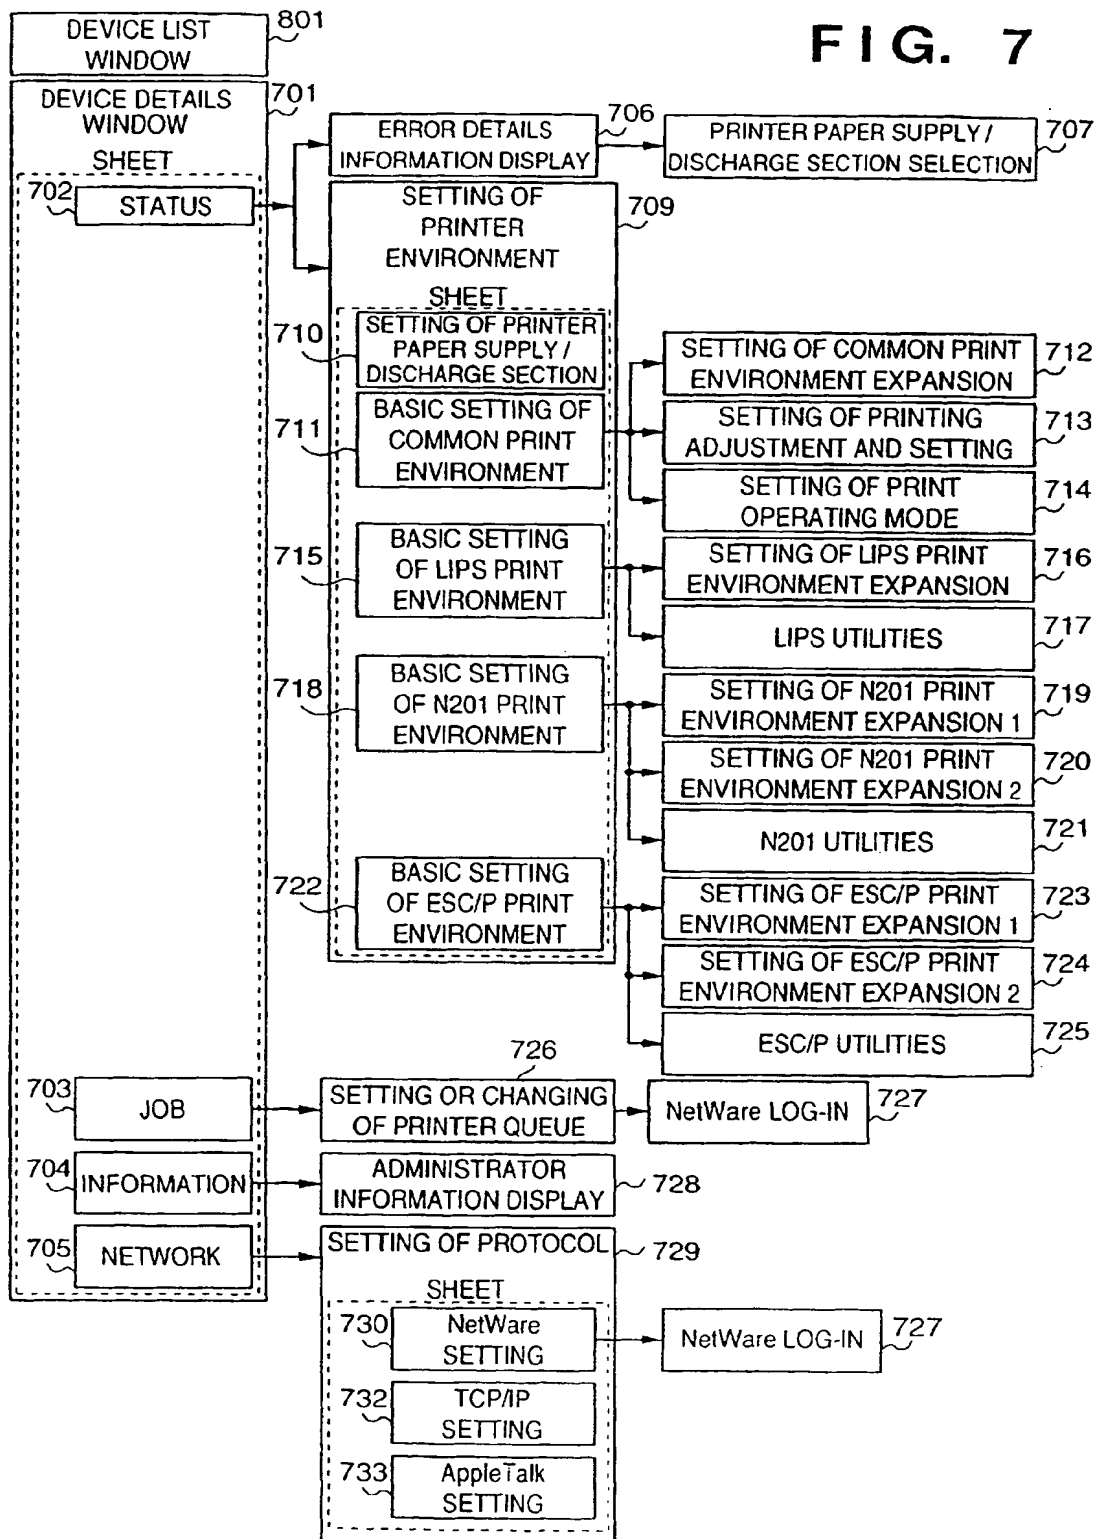 FIG. 7
DEVICE LIST
WINDOW
801
DEVICE DETAILS
WINDOW
701
SHEET
702
STATUS
ERROR DETAILS
INFORMATION DISPLAY
706
PRINTER PAPER SUPPLY /
DISCHARGE SECTION SELECTION
707
SETTING OF
PRINTER
ENVIRONMENT
709
SHEET
710
SETTING OF PRINTER
PAPER SUPPLY /
DISCHARGE SECTION
711
BASIC SETTING OF
COMMON PRINT
ENVIRONMENT
SETTING OF COMMON PRINT
ENVIRONMENT EXPANSION
712
SETTING OF PRINTING
ADJUSTMENT AND SETTING
713
SETTING OF PRINT
OPERATING MODE
714
715
BASIC SETTING
OF LIPS PRINT
ENVIRONMENT
SETTING OF LIPS PRINT
ENVIRONMENT EXPANSION
716
LIPS UTILITIES
717
718
BASIC SETTING
OF N201 PRINT
ENVIRONMENT
SETTING OF N201 PRINT
ENVIRONMENT EXPANSION 1
719
SETTING OF N201 PRINT
ENVIRONMENT EXPANSION 2
720
N201 UTILITIES
721
722
BASIC SETTING
OF ESC/P PRINT
ENVIRONMENT
SETTING OF ESC/P PRINT
ENVIRONMENT EXPANSION 1
723
SETTING OF ESC/P PRINT
ENVIRONMENT EXPANSION 2
724
ESC/P UTILITIES
725
703
JOB
726
SETTING OR CHANGING
OF PRINTER QUEUE
NetWare LOG-IN
727
704
INFORMATION
ADMINISTRATOR
INFORMATION DISPLAY
728
705
NETWORK
SETTING OF PROTOCOL
729
SHEET
730
NetWare
SETTING
NetWare LOG-IN
727
732
TCP/IP
SETTING
733
AppleTalk
SETTING